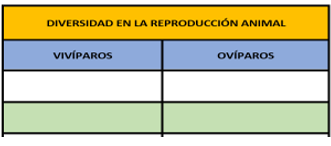 DIVERSIDAD EN LA REPRODUCCIÓN ANIMAL
VIVÍPAROS OVÍPAROS